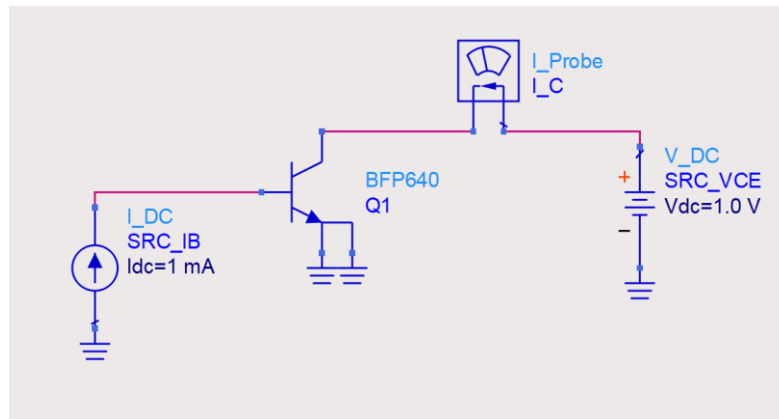 I_Probe
I_C
BFP640
Q1
V_DC
SRC_VCE
Vdc=1.0 V
I_DC
SRC_IB
Idc=1 mA